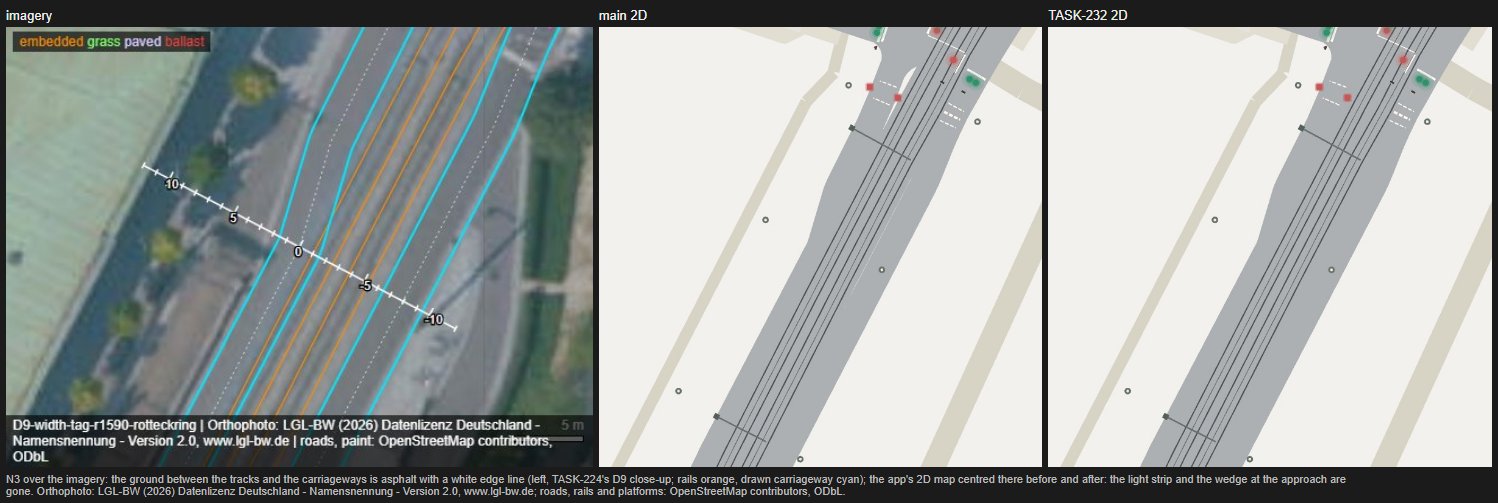 imagery
main 2D
TASK-232 2D
embedded grass paved ballast
10
5
0
-5
-10
5 m
D9-width-tag-r1590-rotteckring | Orthophoto: LGL-BW (2026) Datenlizenz Deutschland -
Namensnennung - Version 2.0, www.lgl-bw.de | roads, paint: OpenStreetMap contributors,
ODbL
N3 over the imagery: the ground between the tracks and the carriageways is asphalt with a white edge line (left, TASK-224's D9 close-up; rails orange, drawn carriageway cyan); the app's 2D map centred there before and after: the light strip and the wedge at the approach are
gone. Orthophoto: LGL-BW (2026) Datenlizenz Deutschland - Namensnennung - Version 2.0, www.lgl-bw.de; roads, rails and platforms: OpenStreetMap contributors, ODbL.